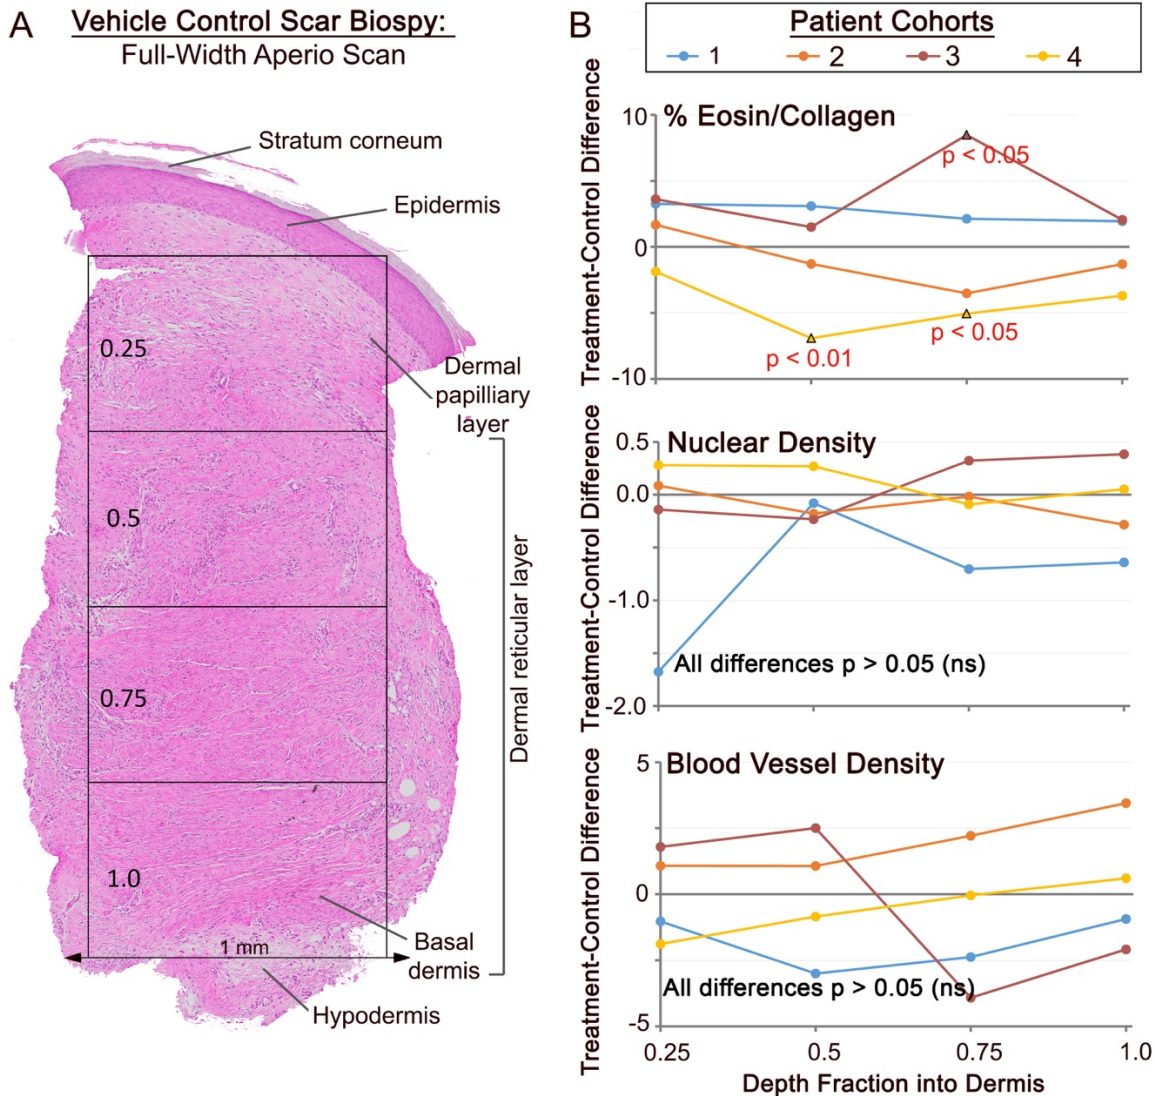 A
Vehicle Control Scar Biospy:
Full-Width Aperio Scan
Stratum corneum
Epidermis
0.25
Dermal
papilliary
layer
0.5
Dermal reticular layer
0.75
1.0
1 mm
Basal
dermis
Hypodermis
B
Patient Cohorts
1 2 3 4
Treatment-Control Difference
% Eosin/Collagen
10
0
-10
p < 0.05
p < 0.01
p < 0.05
Treatment-Control Difference
Nuclear Density
0.5
0.0
-1.0
-2.0
All differences p > 0.05 (ns)
Treatment-Control Difference
Blood Vessel Density
5
0
-5
All differences p > 0.05 (ns)
0.25 0.5 0.75 1.0
Depth Fraction into Dermis